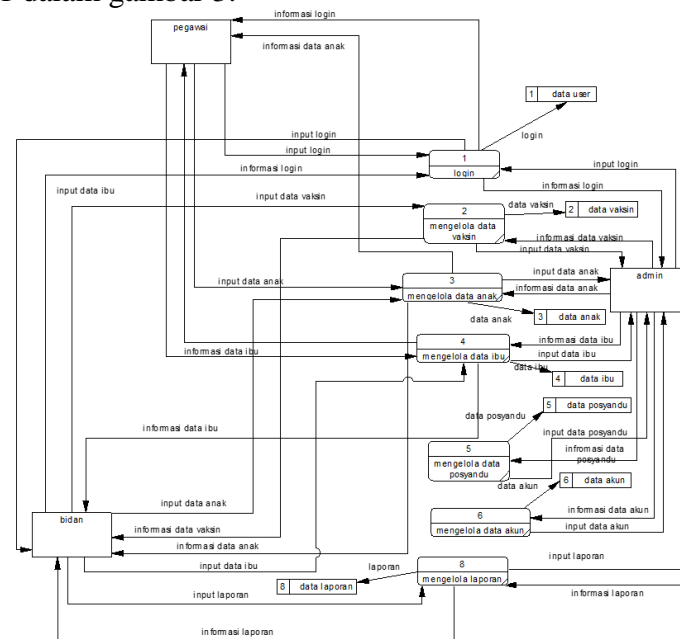 1 dalam gambar 3.
informasi login
pegawai
informasi data anak
1 data user
login
input login
input login
1
login
input login
informasi login
informasi login
input data ibu
input data vaksin
data vaksin
2 data vaksin
2
mengelola data
vaksin
informasi data vaksin
input data vaksin
admin
3
mengelola data anak
input data anak
informasi data anak
input data anak
data anak
3 data anak
4
mengelola data ibu
informasi data ibu
informasi data ibu
input data ibu
data ibu
4 data ibu
5 data posyandu
data posyandu
informasi data ibu
input data posyandu
5
mengelola data
posyandu
infromasi data
posyandu
data akun
6 data akun
input data anak
6
mengelola data akun
informasi data akun
input data akun
bidan
informasi data vaksin
informasi data anak
input data ibu
laporan
8
mengelola laporan
input laporan
8 data laporan
input laporan
informasi laporan
informasi laporan